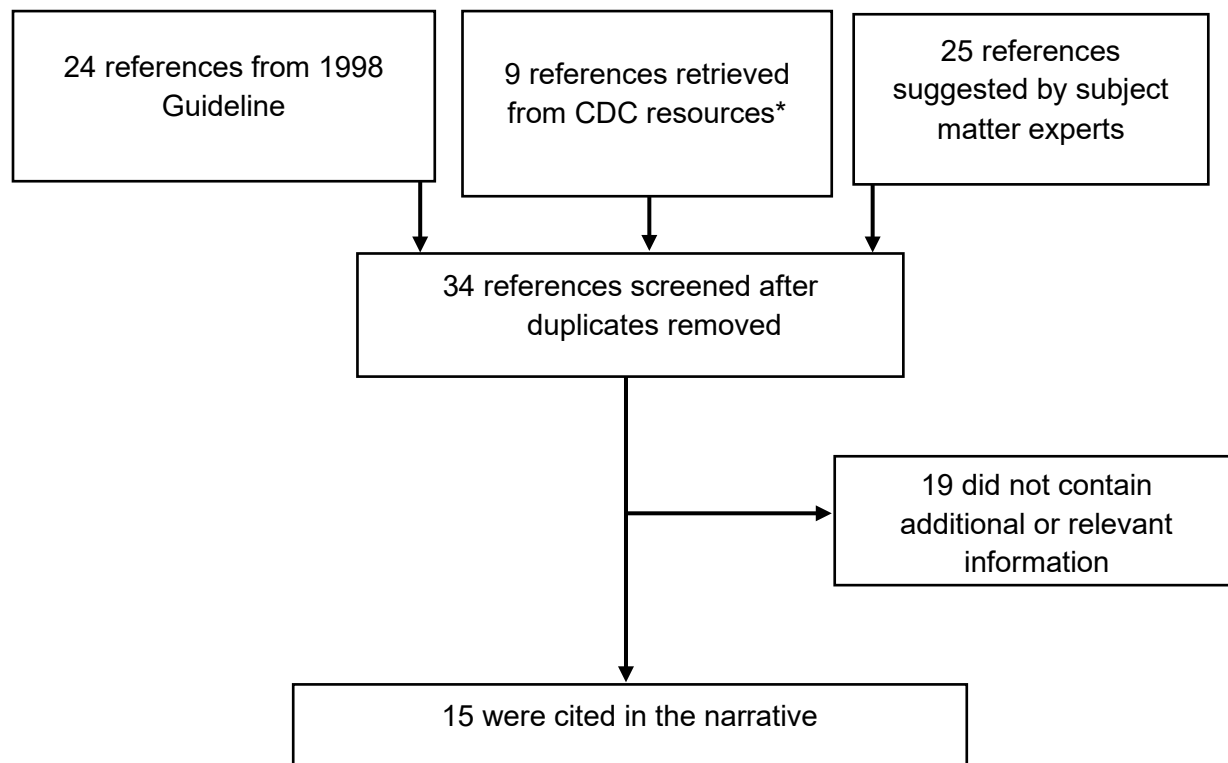 24 references from 1998
Guideline
9 references retrieved
from CDC resources*
25 references
suggested by subject
matter experts
34 references screened after
duplicates removed
19 did not contain
additional or relevant
information
15 were cited in the narrative